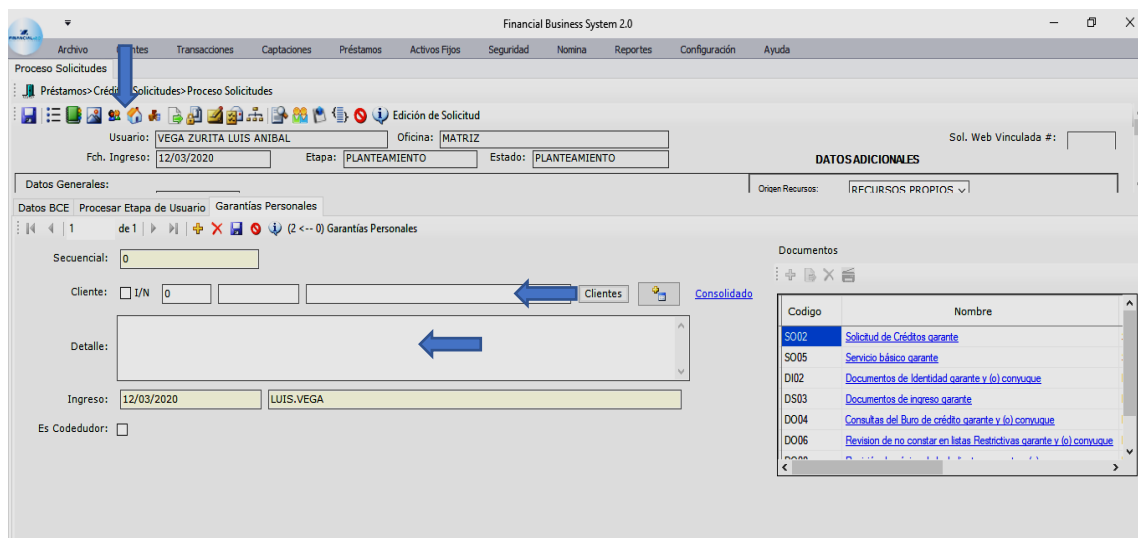 Financial Business System 2.0
FINANCIAL
Archivo Transacciones Captaciones Préstamos Activos Fijos Seguridad Nomina Reportes Configuración Ayuda
Proceso Solicitudes
Préstamos>Crédi Solicitudes>Proceso Solicitudes
Edición de Solicitud
Usuario: VEGA ZURITA LUIS ANIBAL Oficina: MATRIZ Sol. Web Vinculada #:
Fch. Ingreso: 12/03/2020 Etapa: PLANTEAMIENTO Estado: PLANTEAMIENTO DATOS ADICIONALES
Datos Generales: Origen Recursos: RECURSOS PROPIOS
Datos BCE Procesar Etapa de Usuario Garantías Personales
1 de 1 (2 <-- 0) Garantías Personales
Secuencial: 0
Cliente: I/N 0 Clientes Consolidado
Detalle:
Ingreso: 12/03/2020 LUIS.VEGA
Es Codedudor:
Documentos
Codigo Nombre
SO02 Solicitud de Créditos garante
SO05 Servicio básico garante
DI02 Documentos de Identidad garante y (o) conyugue
DS03 Documentos de ingreso garante
DO04 Consultas del Buro de crédito garante y (o) conyugue
DO06 Revision de no constar en listas Restrictivas garante y (o) conyugue